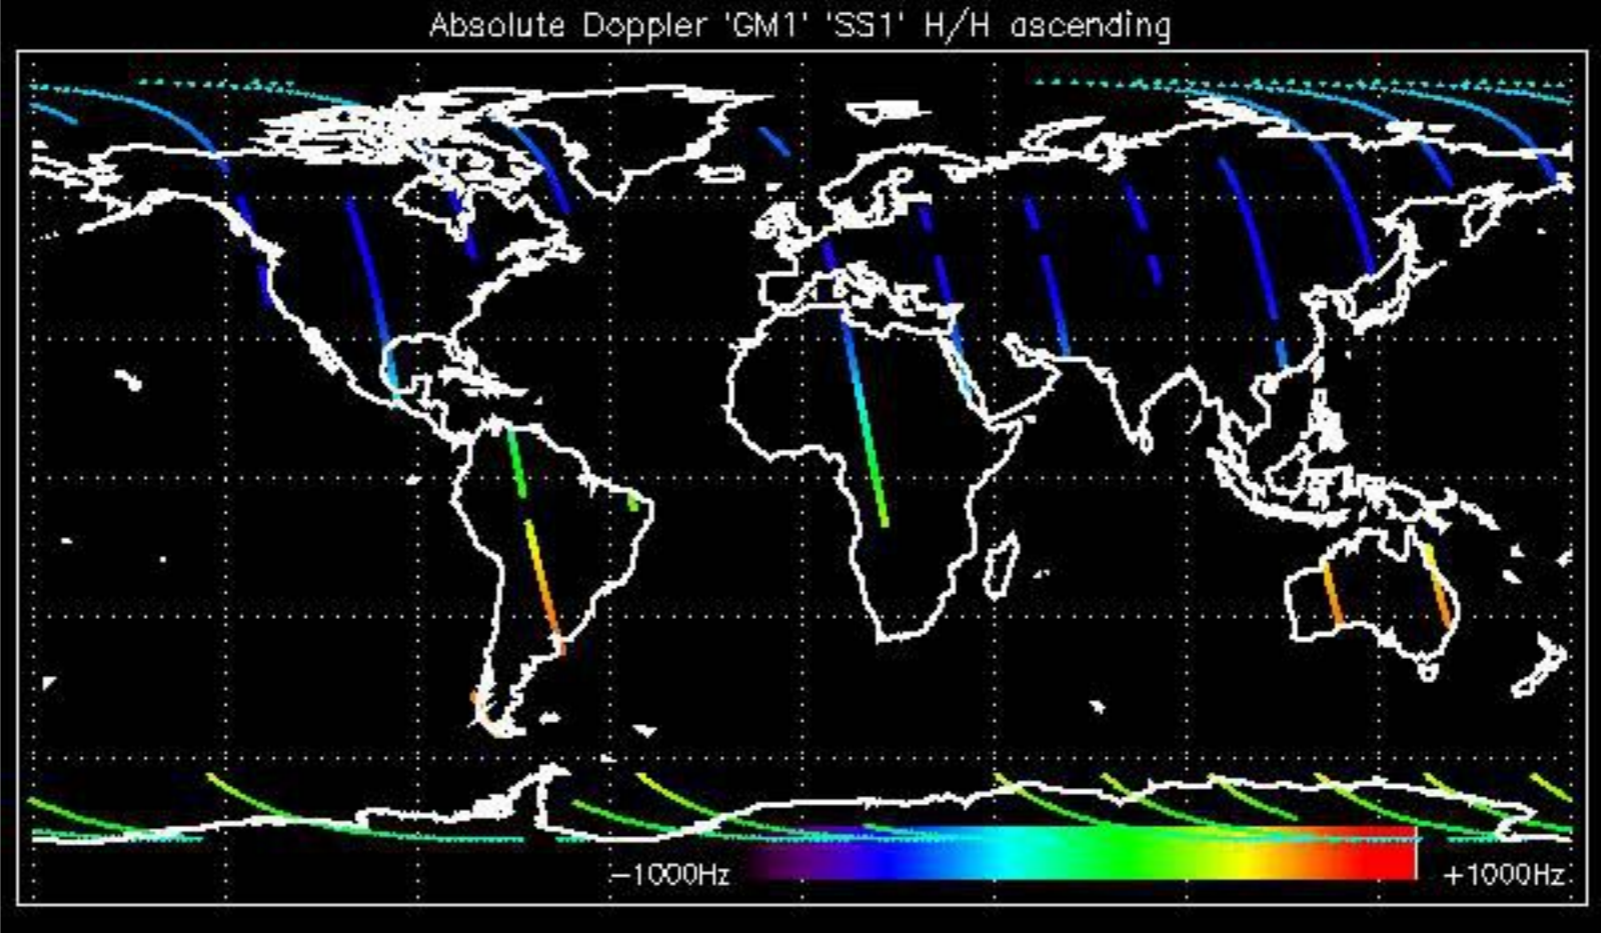 Absolute Doppler 'GM1' 'SS1' H/H ascending
−1000Hz +1000Hz